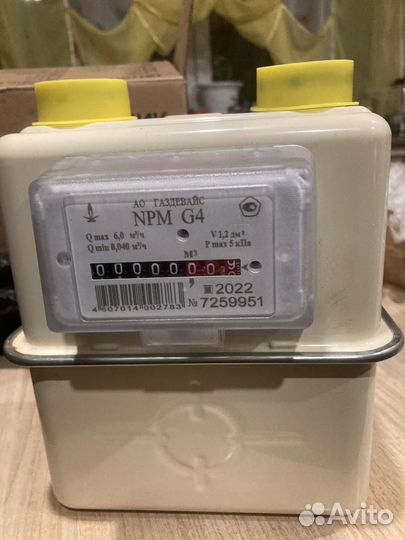 АО ГАЗДЕВАЙС
NPM G4
Q max 6,0 м³/ч
V 1,2 дм³
Q min 0,040 м³/ч
P max 5 кПа
м³
2022
4607014002783
№ 7259951
Avito